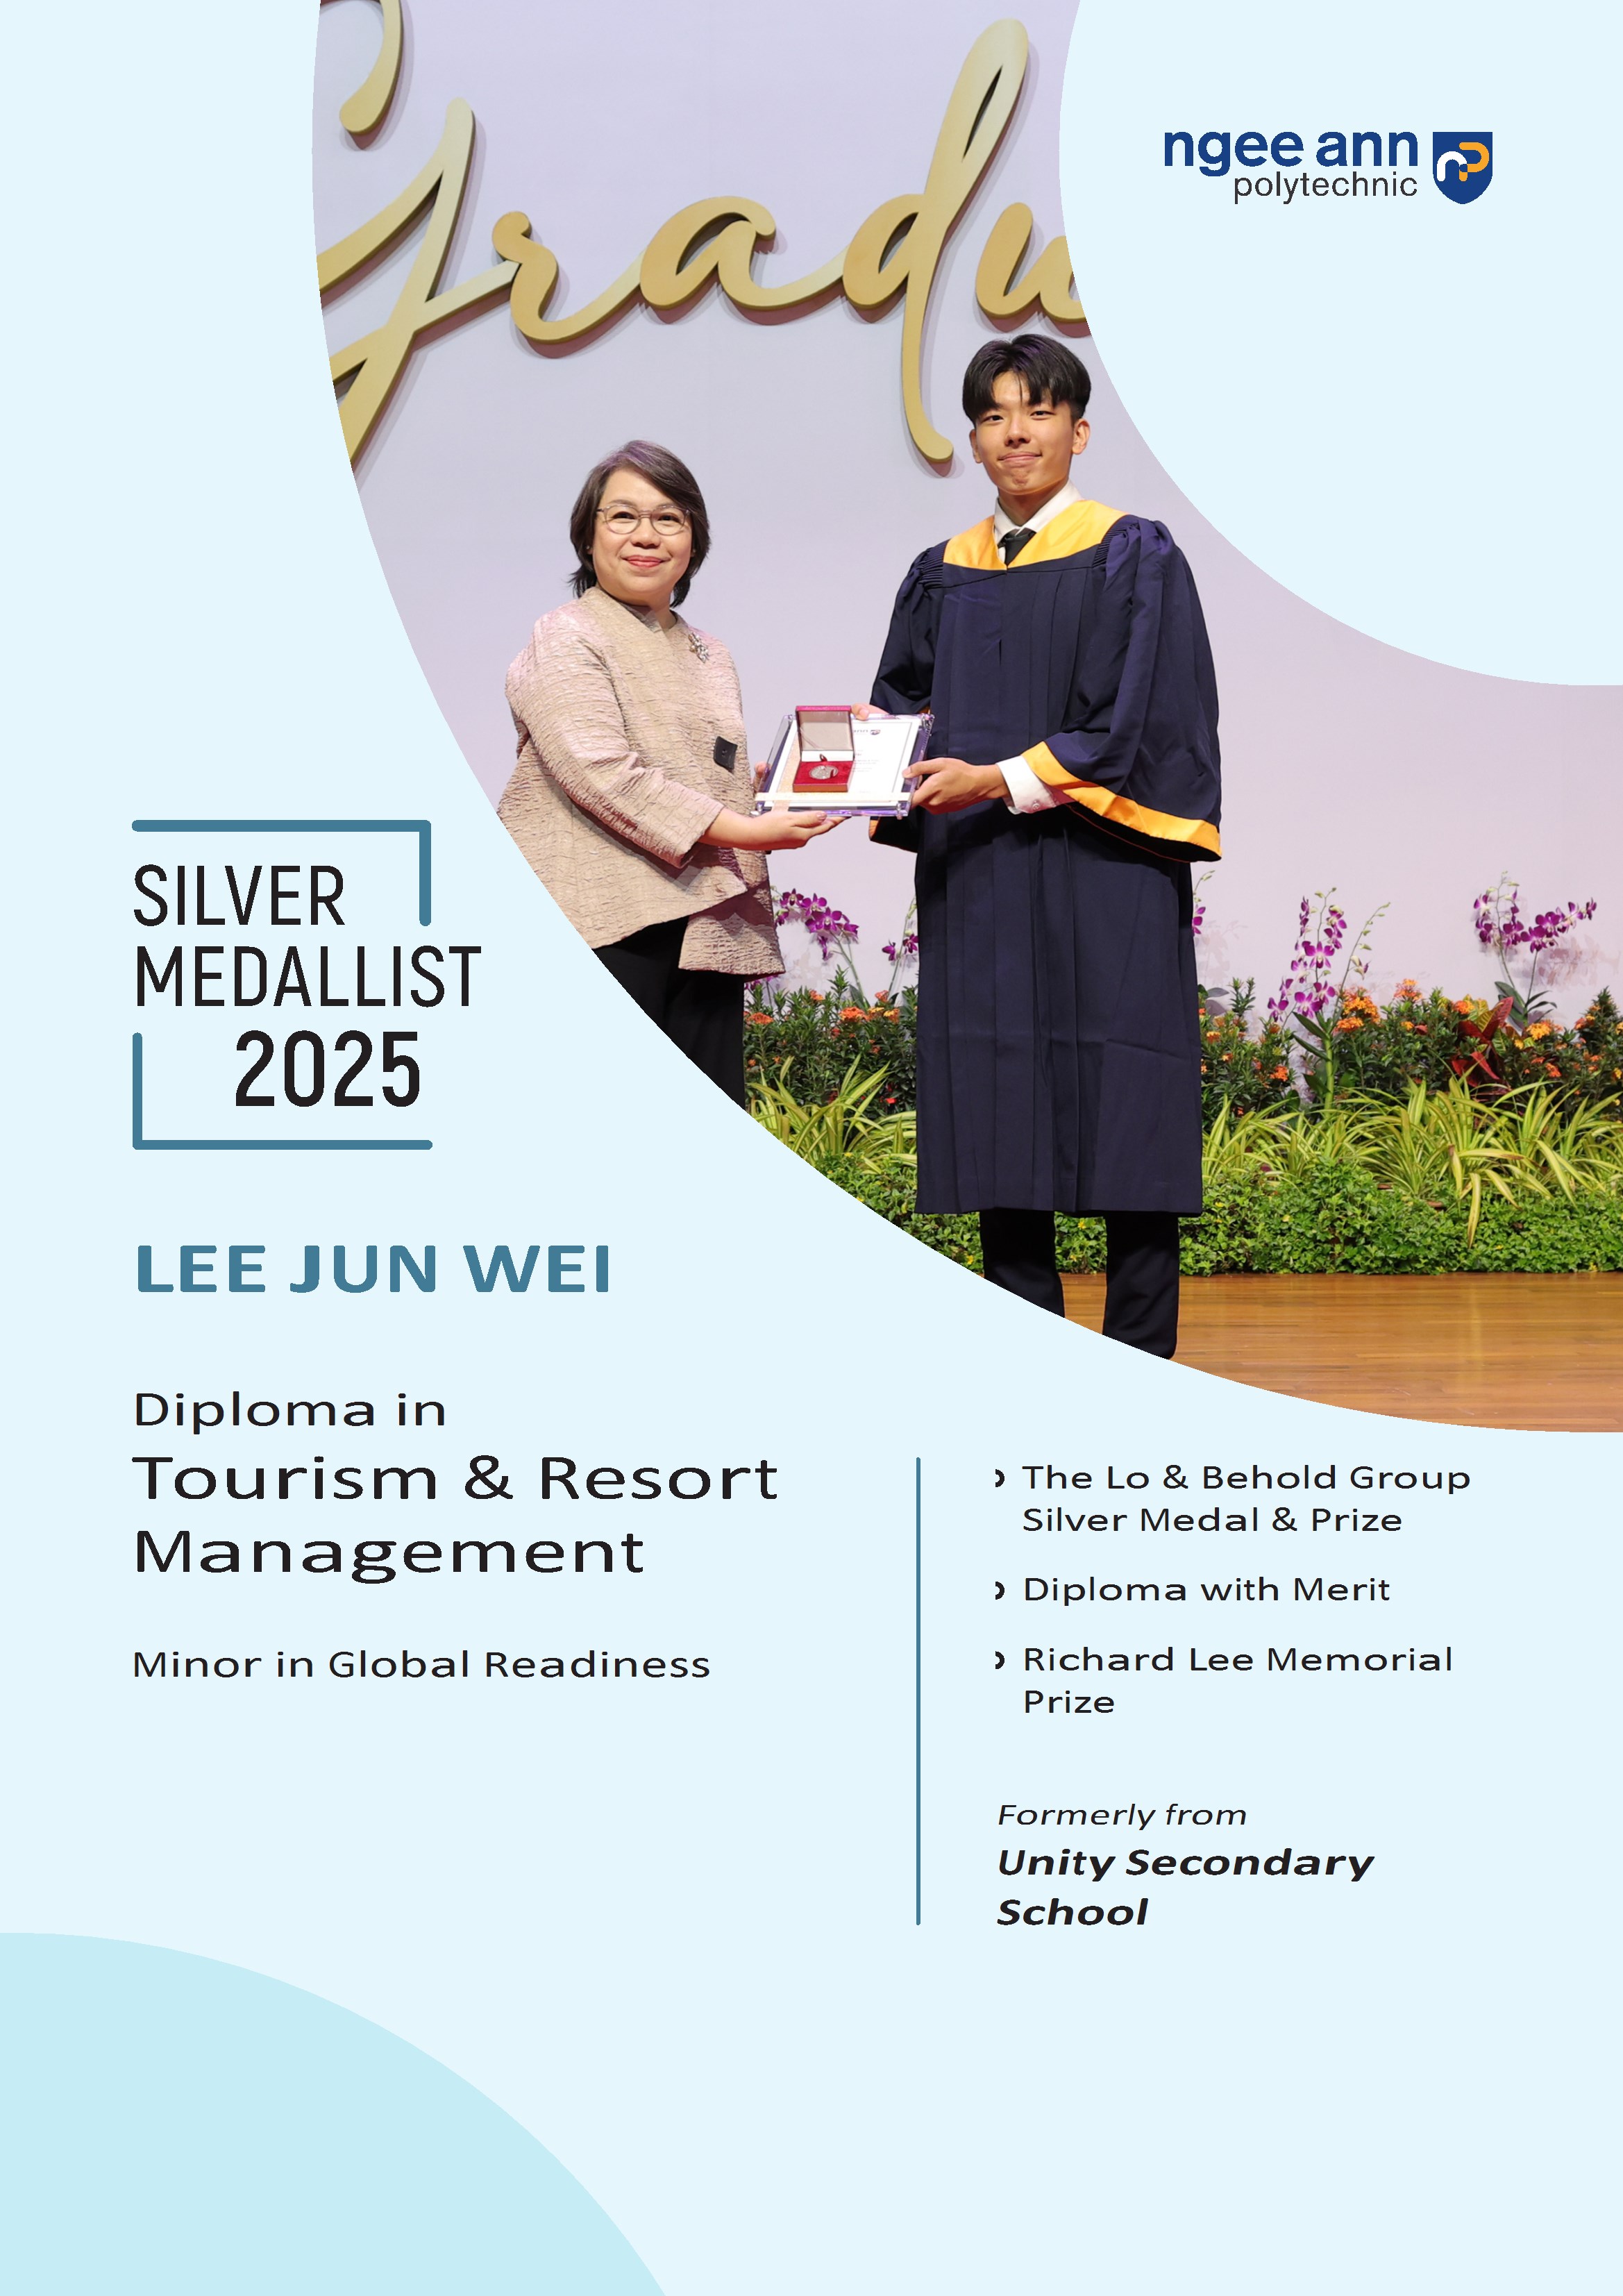 Gradu
ngee ann
polytechnic
SILVER
MEDALLIST
2025
LEE JUN WEI
Diploma in
Tourism & Resort
Management
Minor in Global Readiness
The Lo & Behold Group
Silver Medal & Prize
Diploma with Merit
Richard Lee Memorial
Prize
Formerly from
Unity Secondary
School